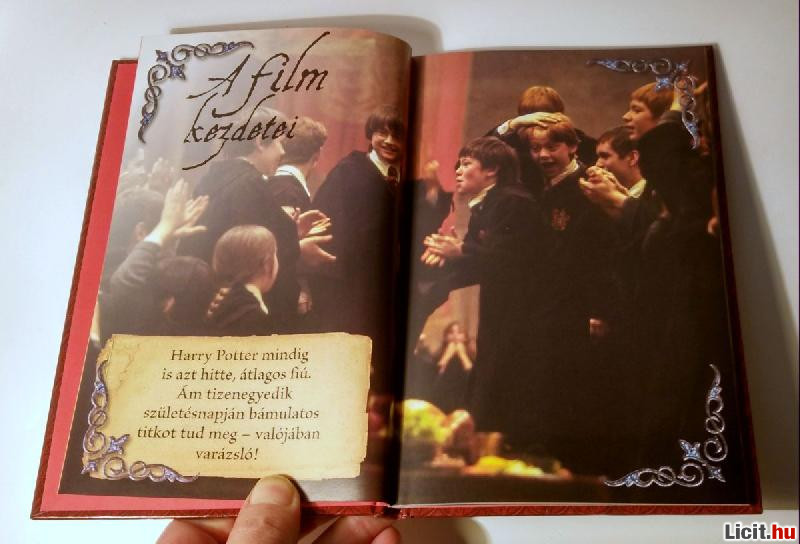 A film
kezdetei
Harry Potter mindig
is azt hitte, átlagos fiú.
Ám tizenegyedik
születésnapján bámulatos
titkot tud meg – valójában
varázsló!
Licit.hu